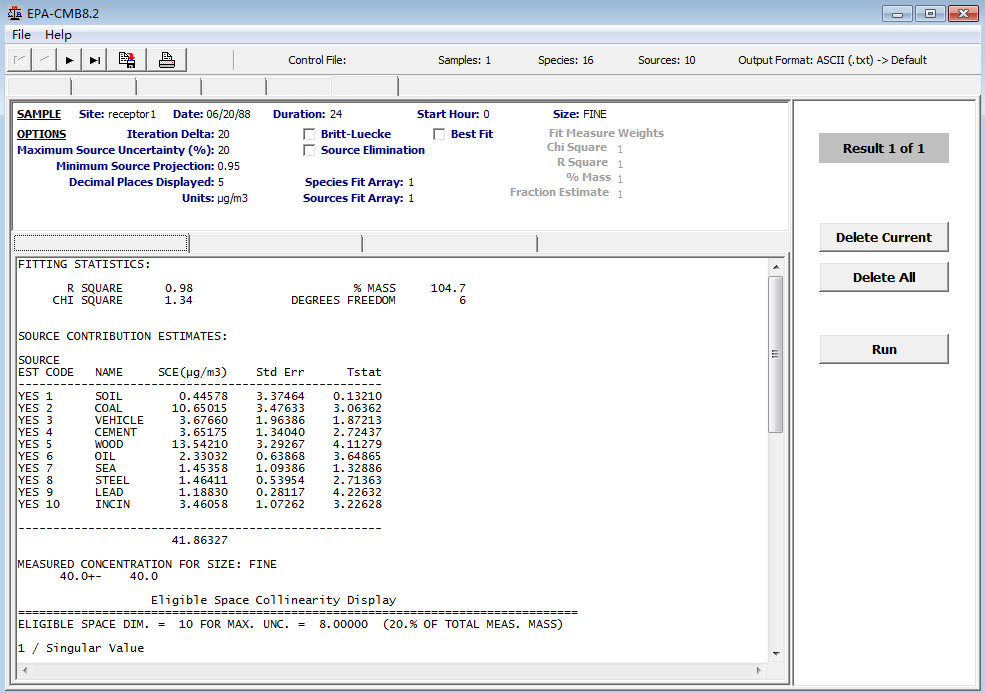 EPA-CMB8.2
File Help
Control File: Samples: 1 Species: 16 Sources: 10 Output Format: ASCII (.txt) -> Default
SAMPLE Site: receptor1 Date: 06/20/88 Duration: 24 Start Hour: 0 Size: FINE
OPTIONS Iteration Delta: 20 Britt-Luecke Best Fit Fit Measure Weights
Maximum Source Uncertainty (%): 20 Source Elimination Chi Square 1
Minimum Source Projection: 0.95 R Square 1
Decimal Places Displayed: 5 Species Fit Array: 1 % Mass 1
Units: µg/m3 Sources Fit Array: 1 Fraction Estimate 1
Result 1 of 1
Delete Current
Delete All
Run
FITTING STATISTICS:
R SQUARE 0.98 % MASS 104.7
CHI SQUARE 1.34 DEGREES FREEDOM 6
SOURCE CONTRIBUTION ESTIMATES:
SOURCE
EST CODE NAME SCE(µg/m3) Std Err Tstat
----------------------------------------------------
YES 1 SOIL 0.44578 3.37464 0.13210
YES 2 COAL 10.65015 3.47633 3.06362
YES 3 VEHICLE 3.67660 1.96386 1.87213
YES 4 CEMENT 3.65175 1.34040 2.72437
YES 5 WOOD 13.54210 3.29267 4.11279
YES 6 OIL 2.33032 0.63868 3.64865
YES 7 SEA 1.45358 1.09386 1.32886
YES 8 STEEL 1.46411 0.53954 2.71363
YES 9 LEAD 1.18830 0.28117 4.22632
YES 10 INCIN 3.46058 1.07262 3.22628
----------------------------------------------------
41.86327
MEASURED CONCENTRATION FOR SIZE: FINE
40.0+- 40.0
Eligible Space Collinearity Display
================================================================================
ELIGIBLE SPACE DIM. = 10 FOR MAX. UNC. = 8.00000 (20.% OF TOTAL MEAS. MASS)
1 / Singular Value